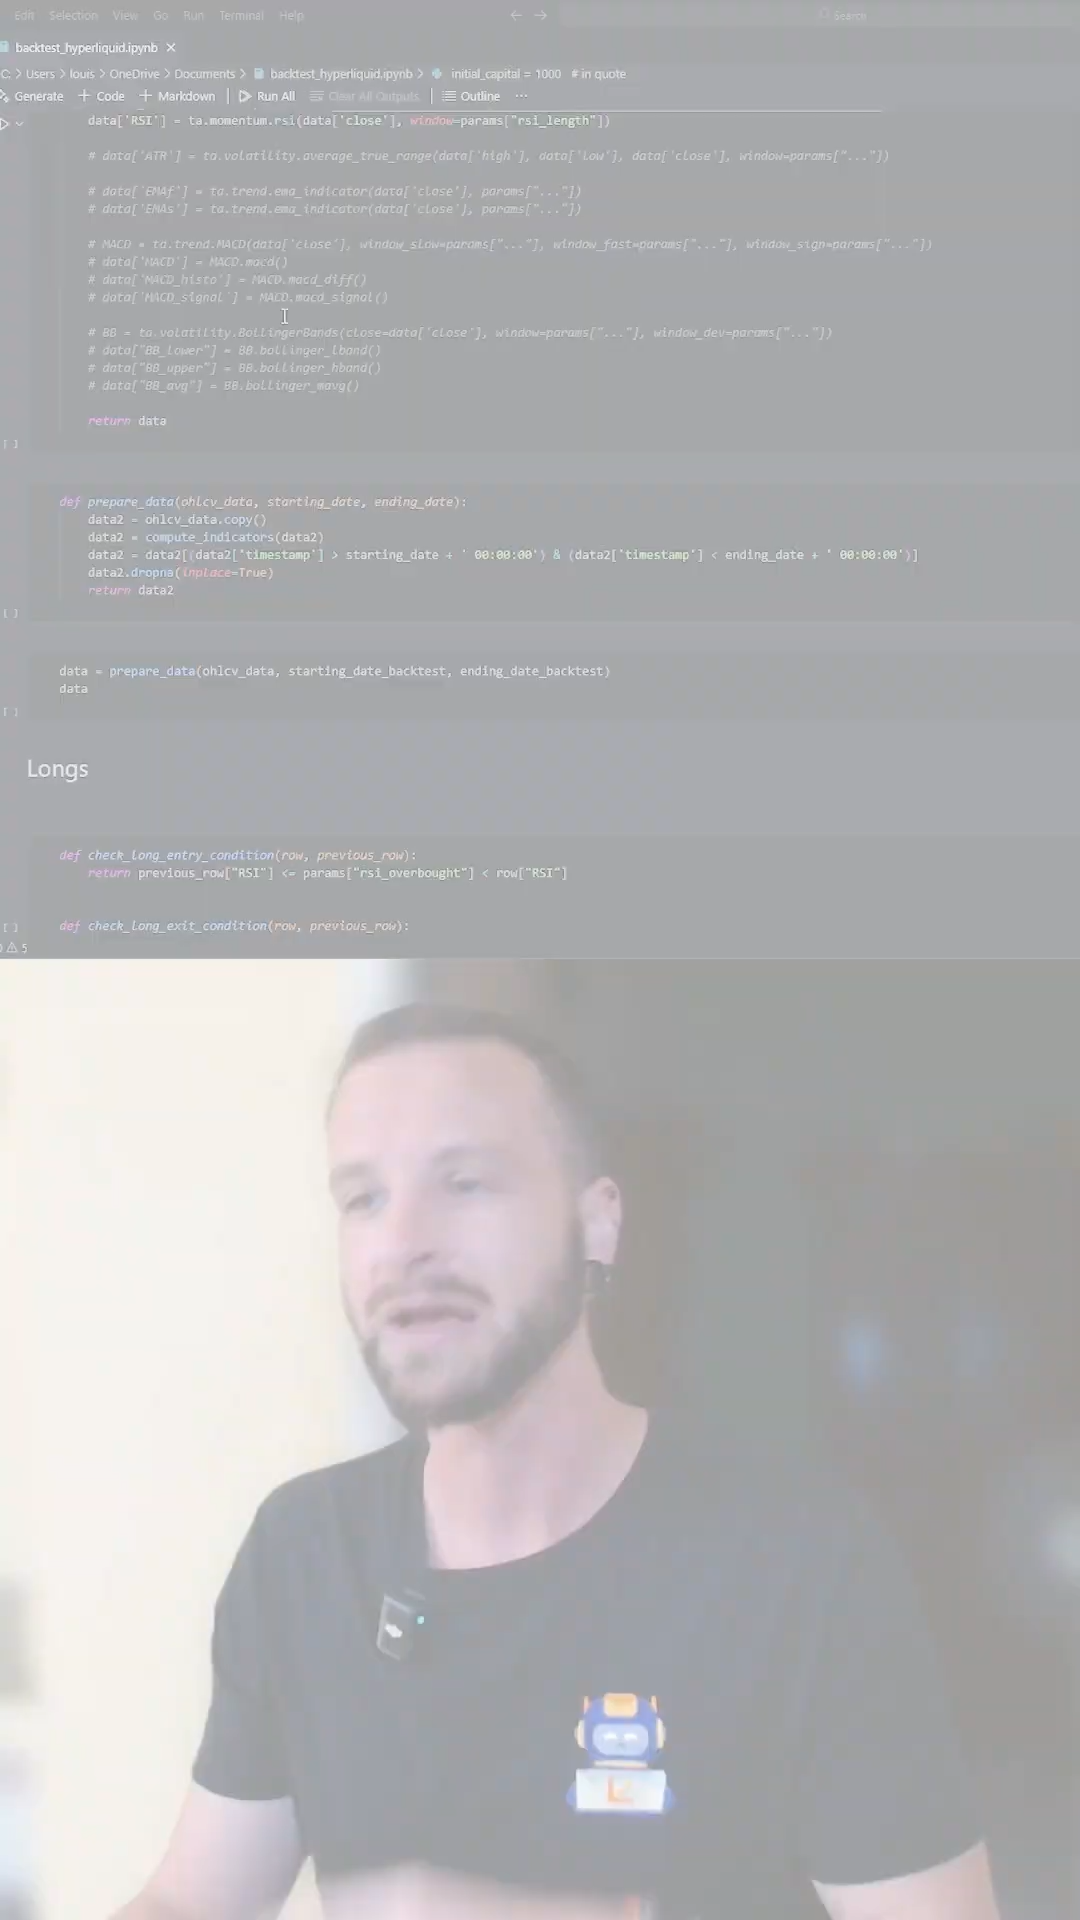 Edit Selection View Go Run Terminal Help
Search
backtest_hyperliquid.ipynb
C: > Users > louis > OneDrive > Documents > backtest_hyperliquid.ipynb > initial_capital = 1000 # in quote
Generate + Code + Markdown Run All Clear All Outputs Outline ...
data['RSI'] = ta.momentum.rsi(data['close'], window=params["rsi_length"])
# data['ATR'] = ta.volatility.average_true_range(data['high'], data['low'], data['close'], window=params["..."])
# data['EMAf'] = ta.trend.ema_indicator(data['close'], params["..."])
# data['EMAs'] = ta.trend.ema_indicator(data['close'], params["..."])
# MACD = ta.trend.MACD(data['close'], window_slow=params["..."], window_fast=params["..."], window_sign=params["..."])
# data['MACD'] = MACD.macd()
# data['MACD_histo'] = MACD.macd_diff()
# data['MACD_signal'] = MACD.macd_signal()
# BB = ta.volatility.BollingerBands(close=data['close'], window=params["..."], window_dev=params["..."])
# data["BB_lower"] = BB.bollinger_lband()
# data["BB_upper"] = BB.bollinger_hband()
# data["BB_avg"] = BB.bollinger_mavg()
return data
[ ]
def prepare_data(ohlcv_data, starting_date, ending_date):
data2 = ohlcv_data.copy()
data2 = compute_indicators(data2)
data2 = data2[(data2['timestamp'] > starting_date + ' 00:00:00') & (data2['timestamp'] < ending_date + ' 00:00:00')]
data2.dropna(inplace=True)
return data2
[ ]
data = prepare_data(ohlcv_data, starting_date_backtest, ending_date_backtest)
data
[ ]
Longs
def check_long_entry_condition(row, previous_row):
return previous_row["RSI"] <= params["rsi_overbought"] < row["RSI"]
[ ]
def check_long_exit_condition(row, previous_row):
5